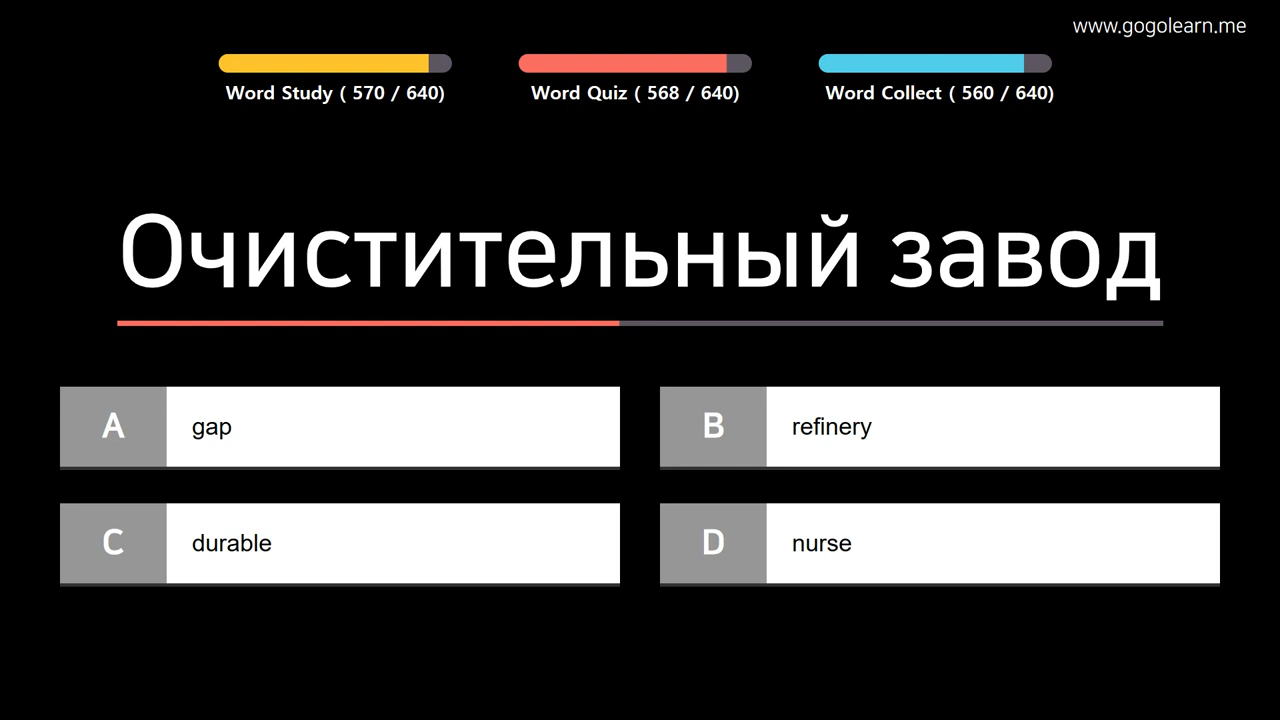 www.gogolearn.me
Word Study ( 570 / 640)
Word Quiz ( 568 / 640)
Word Collect ( 560 / 640)
Очистительный завод
A gap
B refinery
C durable
D nurse